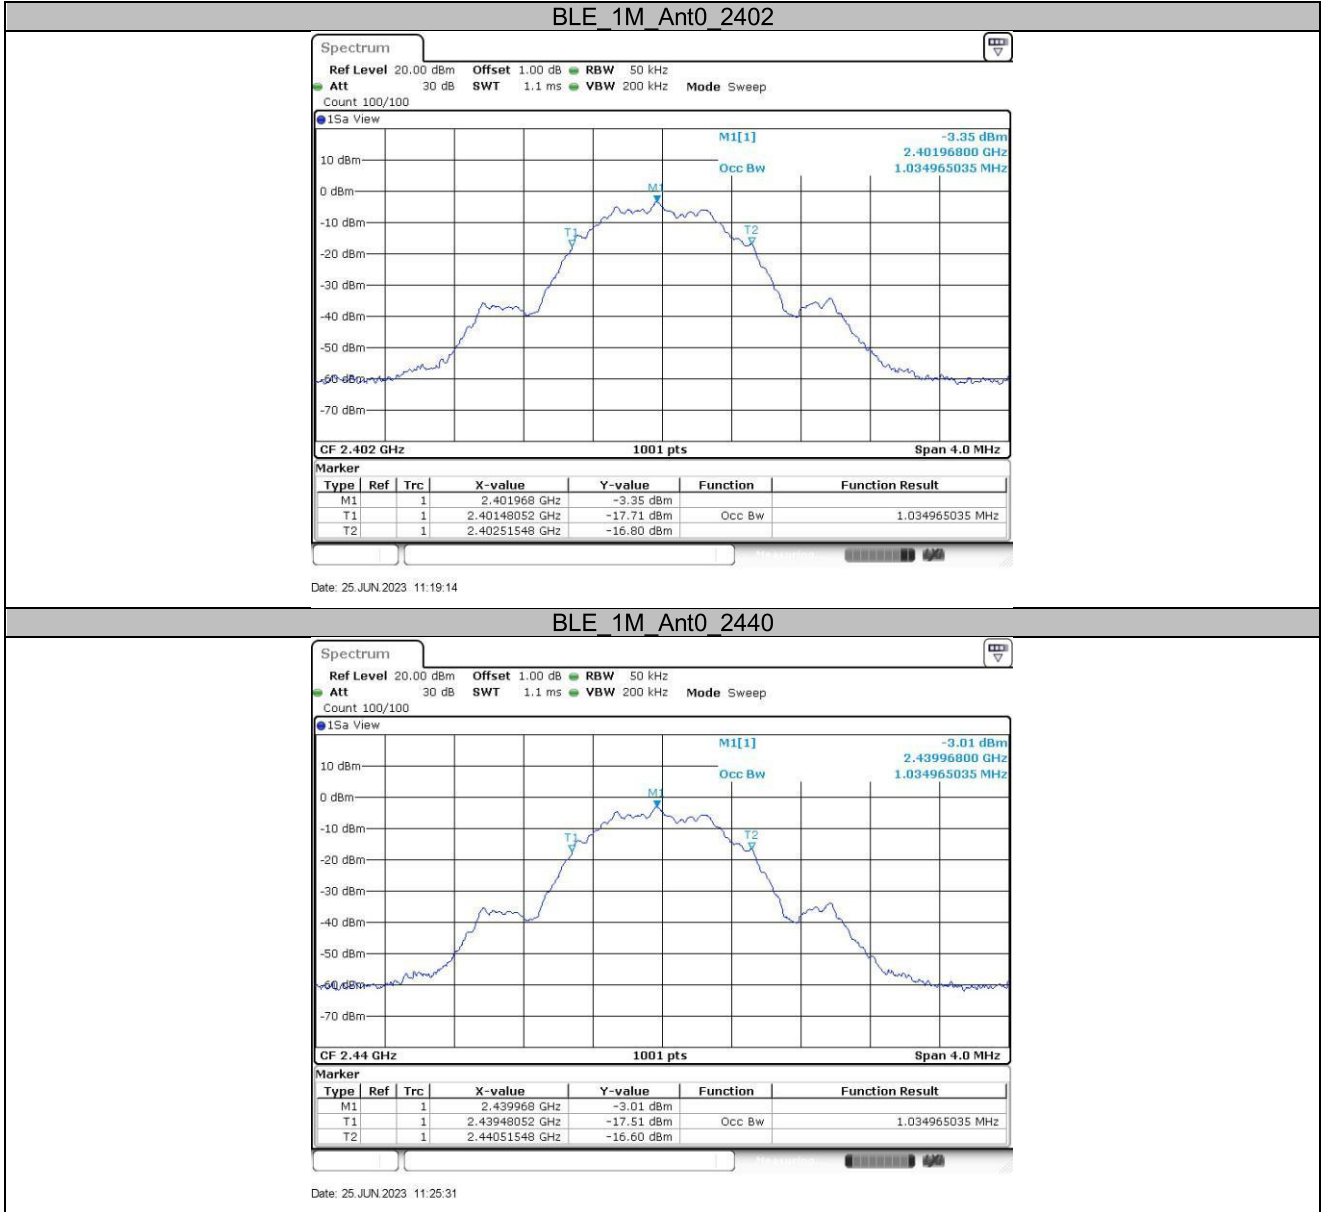 BLE_1M_Ant0_2402
Spectrum
Ref Level 20.00 dBm Offset 1.00 dB RBW 50 kHz
Att 30 dB SWT 1.1 ms VBW 200 kHz Mode Sweep
Count 100/100
1Sa View
M1[1] -3.35 dBm
2.40196800 GHz
10 dBm
Occ Bw 1.034965035 MHz
0 dBm
M1
-10 dBm
T1 T2
-20 dBm
-30 dBm
-40 dBm
-50 dBm
-60 dBm
-70 dBm
CF 2.402 GHz 1001 pts Span 4.0 MHz
Marker
Type Ref Trc X-value Y-value Function Function Result
M1 1 2.401968 GHz -3.35 dBm
T1 1 2.40148052 GHz -17.71 dBm Occ Bw 1.034965035 MHz
T2 1 2.40251548 GHz -16.80 dBm
Date: 25.JUN.2023 11:19:14
BLE_1M_Ant0_2440
Spectrum
Ref Level 20.00 dBm Offset 1.00 dB RBW 50 kHz
Att 30 dB SWT 1.1 ms VBW 200 kHz Mode Sweep
Count 100/100
1Sa View
M1[1] -3.01 dBm
2.43996800 GHz
10 dBm
Occ Bw 1.034965035 MHz
0 dBm
M1
-10 dBm
T1 T2
-20 dBm
-30 dBm
-40 dBm
-50 dBm
-60 dBm
-70 dBm
CF 2.44 GHz 1001 pts Span 4.0 MHz
Marker
Type Ref Trc X-value Y-value Function Function Result
M1 1 2.439968 GHz -3.01 dBm
T1 1 2.43948052 GHz -17.51 dBm Occ Bw 1.034965035 MHz
T2 1 2.44051548 GHz -16.60 dBm
Date: 25.JUN.2023 11:25:31